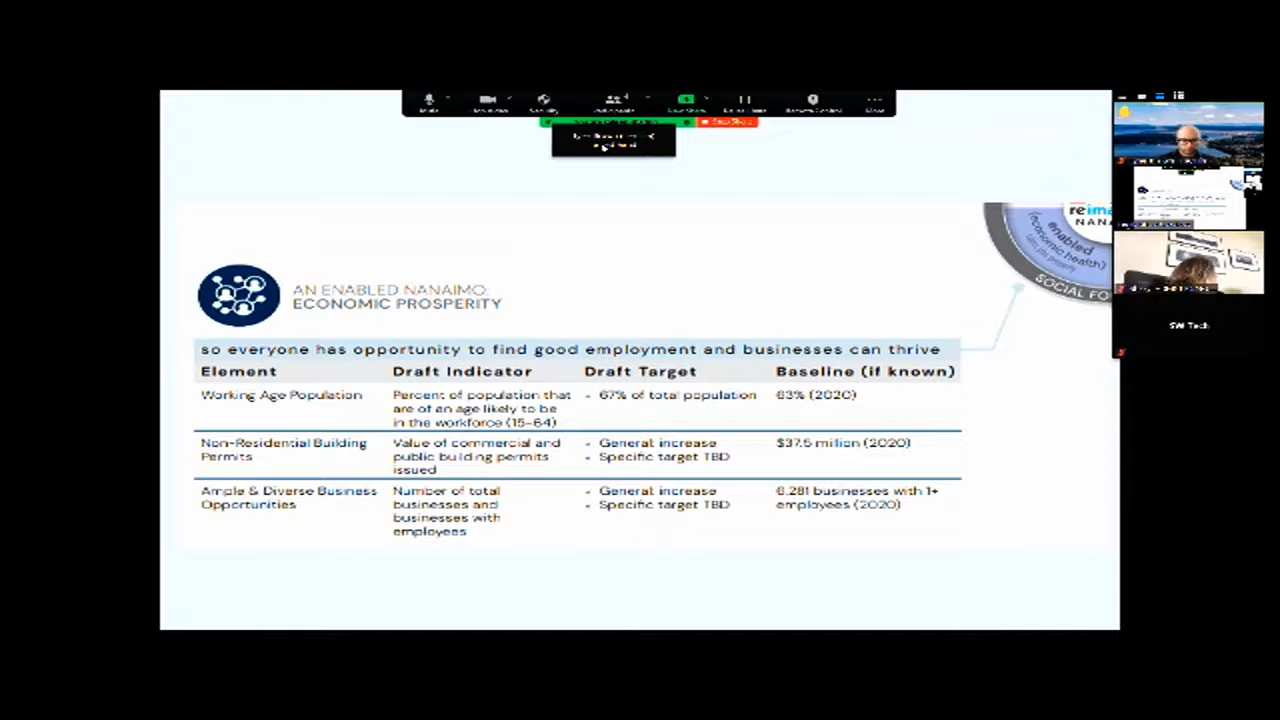 reima
NANA
enabled
(economic health)
SOCIAL FO
SW Tech
AN ENABLED NANAIMO:
ECONOMIC PROSPERITY
so everyone has opportunity to find good employment and businesses can thrive
Element Draft Indicator Draft Target Baseline (if known)
Working Age Population
Percent of population that
are of an age likely to be
in the workforce (15-64)
• 67% of total population
63% (2020)
Non-Residential Building
Permits
Value of commercial and
public building permits
issued
• General increase
• Specific target TBD
$37.5 million (2020)
Ample & Diverse Business
Opportunities
Number of total
businesses and
businesses with
employees
• General increase
• Specific target TBD
6,281 businesses with 1+
employees (2020)